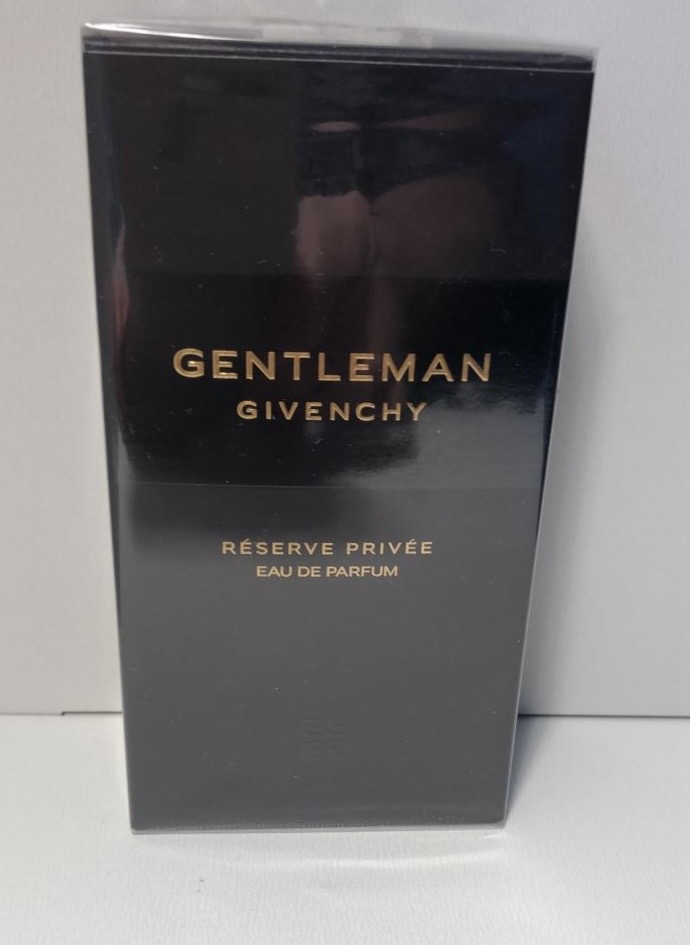 GENTLEMAN
GIVENCHY
RÉSERVE PRIVÉE
EAU DE PARFUM